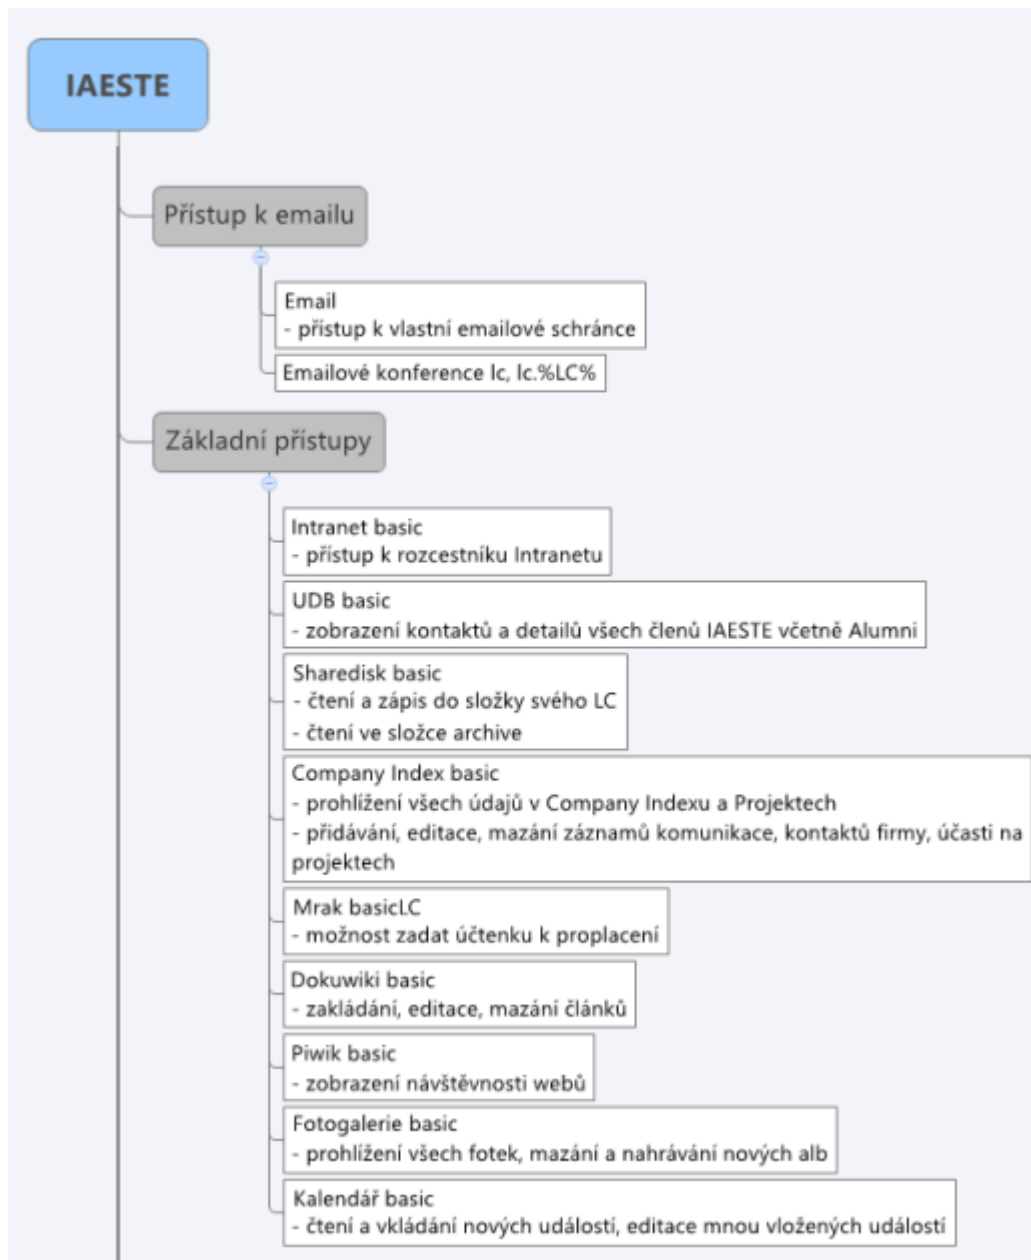 IAESTE
Přístup k emailu
Email
- přístup k vlastní emailové schránce
Emailové konference lc, lc.%LC%
Základní přístupy
Intranet basic
- přístup k rozcestníku Intranetu
UDB basic
- zobrazení kontaktů a detailů všech členů IAESTE včetně Alumni
Sharedisk basic
- čtení a zápis do složky svého LC
- čtení ve složce archive
Company Index basic
- prohlížení všech údajů v Company Indexu a Projektech
- přidávání, editace, mazání záznamů komunikace, kontaktů firmy, účasti na
projektech
Mrak basicLC
- možnost zadat účtenku k proplacení
Dokuwiki basic
- zakládání, editace, mazání článků
Piwik basic
- zobrazení návštěvnosti webů
Fotogalerie basic
- prohlížení všech fotek, mazání a nahrávání nových alb
Kalendář basic
- čtení a vkládání nových událostí, editace mnou vložených událostí